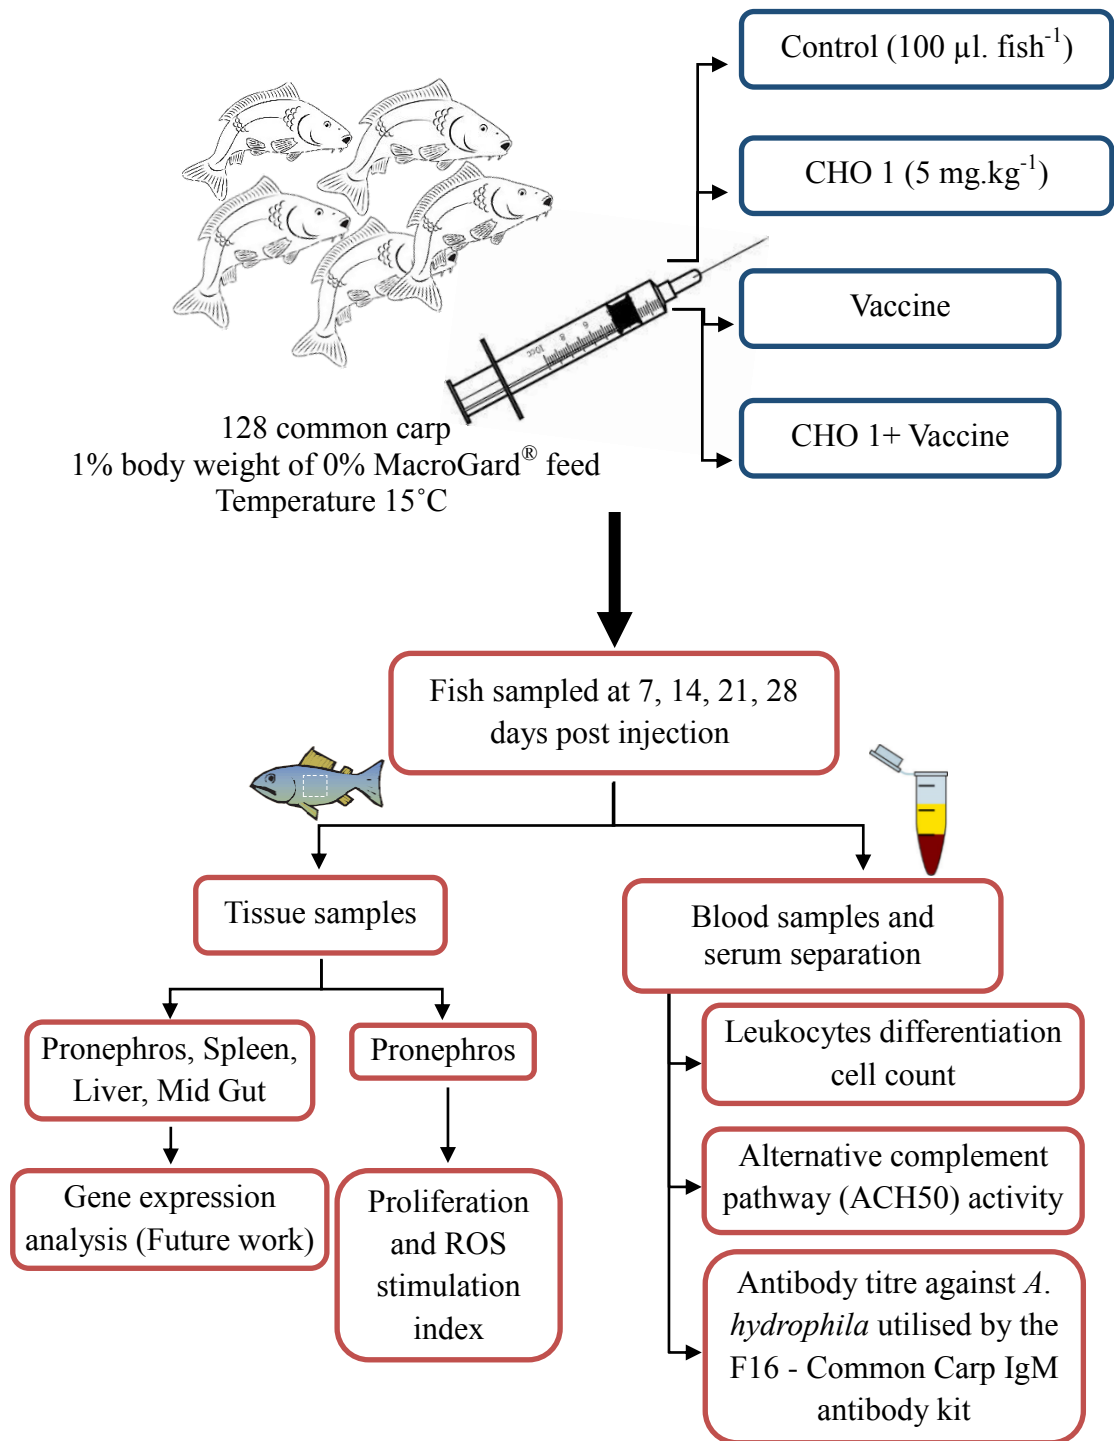 Control (100 µl. fish⁻¹)
CHO 1 (5 mg.kg⁻¹)
Vaccine
CHO 1+ Vaccine
10cc
8
6
128 common carp
1% body weight of 0% MacroGard® feed
Temperature 15˚C
Fish sampled at 7, 14, 21, 28
days post injection
Tissue samples
Pronephros, Spleen,
Liver, Mid Gut
Gene expression
analysis (Future work)
Pronephros
Proliferation
and ROS
stimulation
index
Blood samples and
serum separation
Leukocytes differentiation
cell count
Alternative complement
pathway (ACH50) activity
Antibody titre against A.
hydrophila utilised by the
F16 - Common Carp IgM
antibody kit